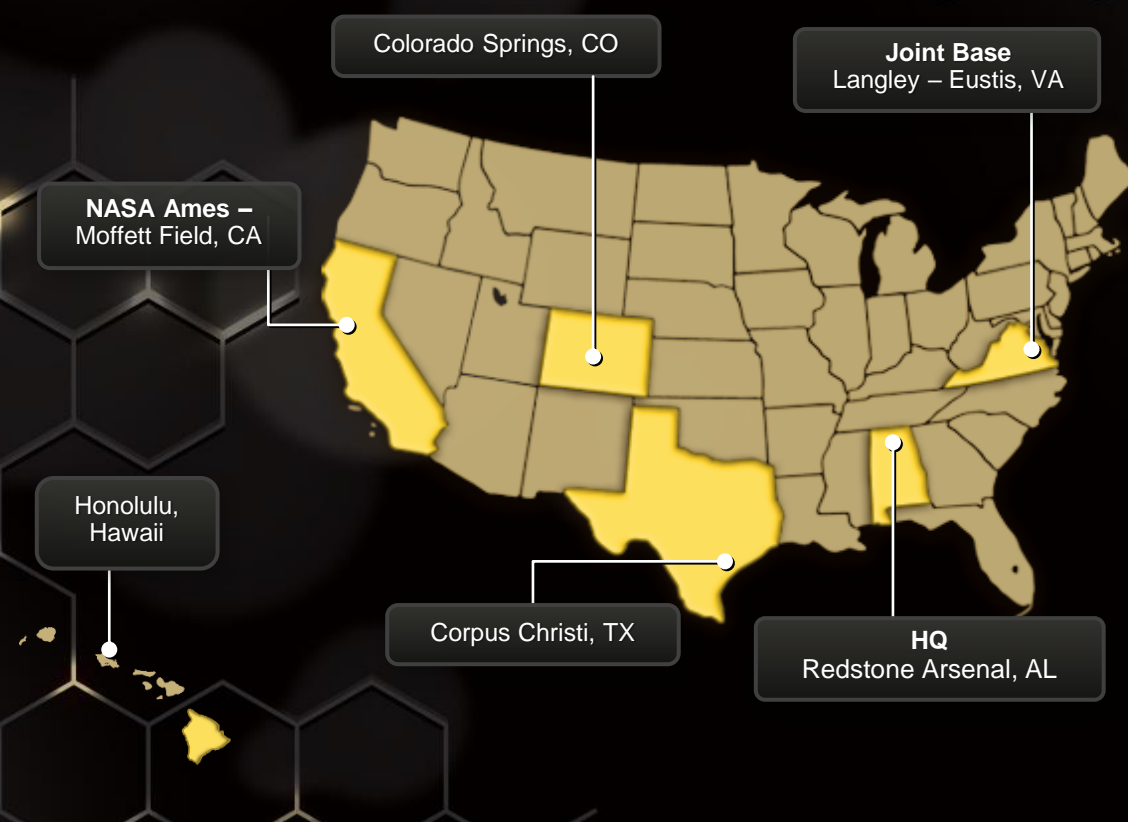 Colorado Springs, CO
Joint Base
Langley – Eustis, VA
NASA Ames –
Moffett Field, CA
Honolulu,
Hawaii
Corpus Christi, TX
HQ
Redstone Arsenal, AL